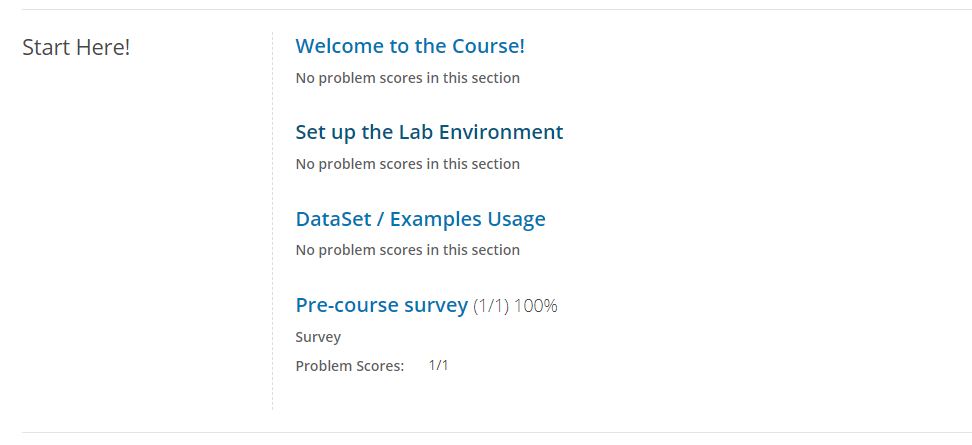 Start Here!
Welcome to the Course!
No problem scores in this section
Set up the Lab Environment
No problem scores in this section
DataSet / Examples Usage
No problem scores in this section
Pre-course survey (1/1) 100%
Survey
Problem Scores: 1/1